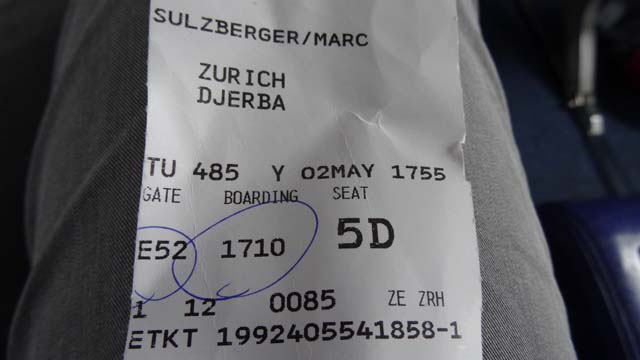 SULZBERGER/MARC
ZURICH
DJERBA
TU 485 Y 02MAY 1755
GATE BOARDING SEAT
E52 1710 5D
1 12 0085 ZE ZRH
ETKT 1992405541858-1